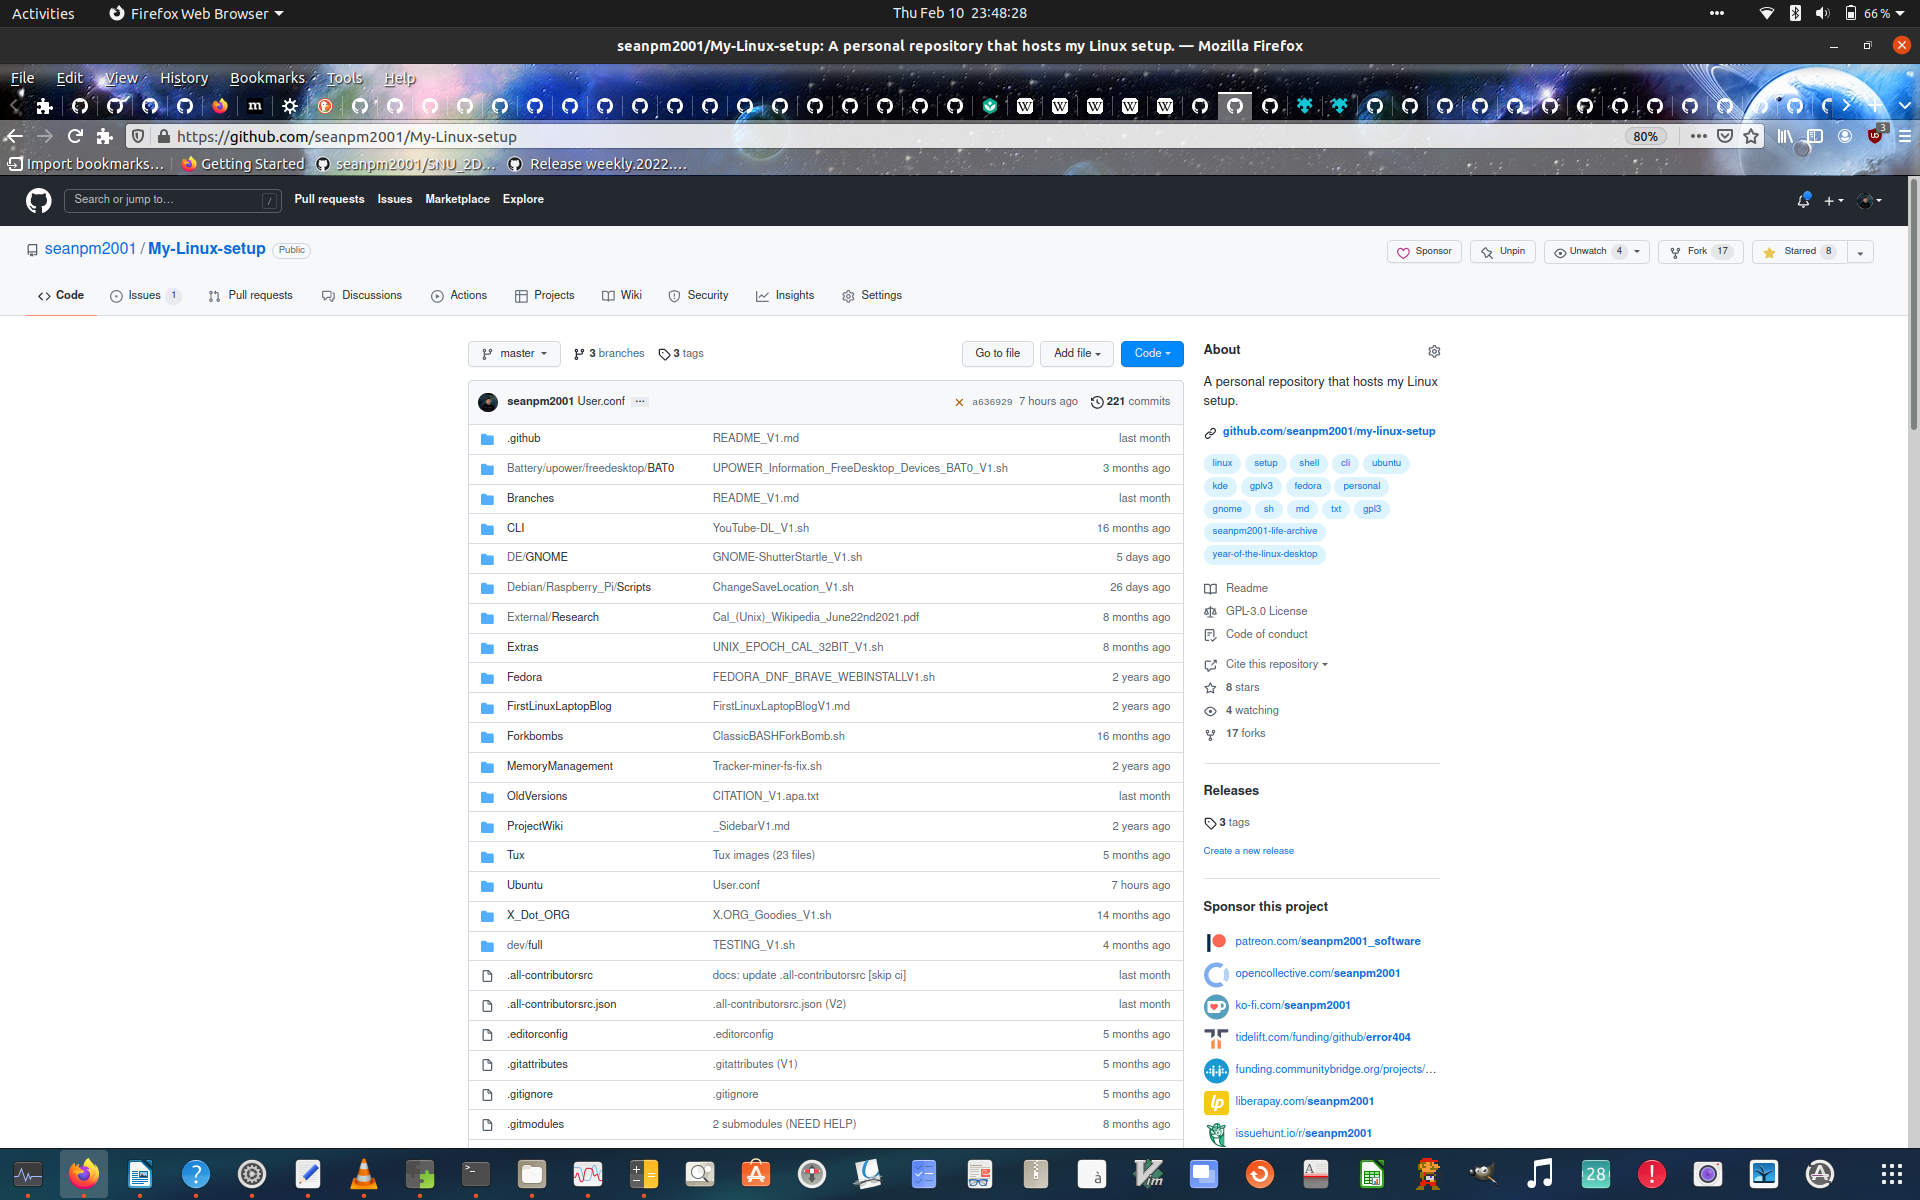 Activities Firefox Web Browser Thu Feb 10 23:48:28 66 %
seanpm2001/My-Linux-setup: A personal repository that hosts my Linux setup. — Mozilla Firefox
File Edit View History Bookmarks Tools Help
https://github.com/seanpm2001/My-Linux-setup 80% 3
Import bookmarks… Getting Started seanpm2001/SNU_2D… Release weekly.2022.…
Search or jump to… / Pull requests Issues Marketplace Explore
seanpm2001 / My-Linux-setup Public Sponsor Unpin Unwatch 4 Fork 17 Starred 8
Code Issues 1 Pull requests Discussions Actions Projects Wiki Security Insights Settings
master 3 branches 3 tags Go to file Add file Code
seanpm2001 User.conf ... a636929 7 hours ago 221 commits
.github README_V1.md last month
Battery/upower/freedesktop/BAT0 UPOWER_Information_FreeDesktop_Devices_BAT0_V1.sh 3 months ago
Branches README_V1.md last month
CLI YouTube-DL_V1.sh 16 months ago
DE/GNOME GNOME-ShutterStartle_V1.sh 5 days ago
Debian/Raspberry_Pi/Scripts ChangeSaveLocation_V1.sh 26 days ago
External/Research Cal_(Unix)_Wikipedia_June22nd2021.pdf 8 months ago
Extras UNIX_EPOCH_CAL_32BIT_V1.sh 8 months ago
Fedora FEDORA_DNF_BRAVE_WEBINSTALLV1.sh 2 years ago
FirstLinuxLaptopBlog FirstLinuxLaptopBlogV1.md 2 years ago
Forkbombs ClassicBASHForkBomb.sh 16 months ago
MemoryManagement Tracker-miner-fs-fix.sh 2 years ago
OldVersions CITATION_V1.apa.txt last month
ProjectWiki _SidebarV1.md 2 years ago
Tux Tux images (23 files) 5 months ago
Ubuntu User.conf 7 hours ago
X_Dot_ORG X.ORG_Goodies_V1.sh 14 months ago
dev/full TESTING_V1.sh 4 months ago
.all-contributorsrc docs: update .all-contributorsrc [skip ci] last month
.all-contributorsrc.json .all-contributorsrc.json (V2) last month
.editorconfig .editorconfig 5 months ago
.gitattributes .gitattributes (V1) 5 months ago
.gitignore .gitignore 5 months ago
.gitmodules 2 submodules (NEED HELP) 8 months ago
About
A personal repository that hosts my Linux
setup.
github.com/seanpm2001/my-linux-setup
linux setup shell cli ubuntu
kde gplv3 fedora personal
gnome sh md txt gpl3
seanpm2001-life-archive
year-of-the-linux-desktop
Readme
GPL-3.0 License
Code of conduct
Cite this repository
8 stars
4 watching
17 forks
Releases
3 tags
Create a new release
Sponsor this project
patreon.com/seanpm2001_software
opencollective.com/seanpm2001
ko-fi.com/seanpm2001
tidelift.com/funding/github/error404
funding.communitybridge.org/projects/…
liberapay.com/seanpm2001
issuehunt.io/r/seanpm2001
28